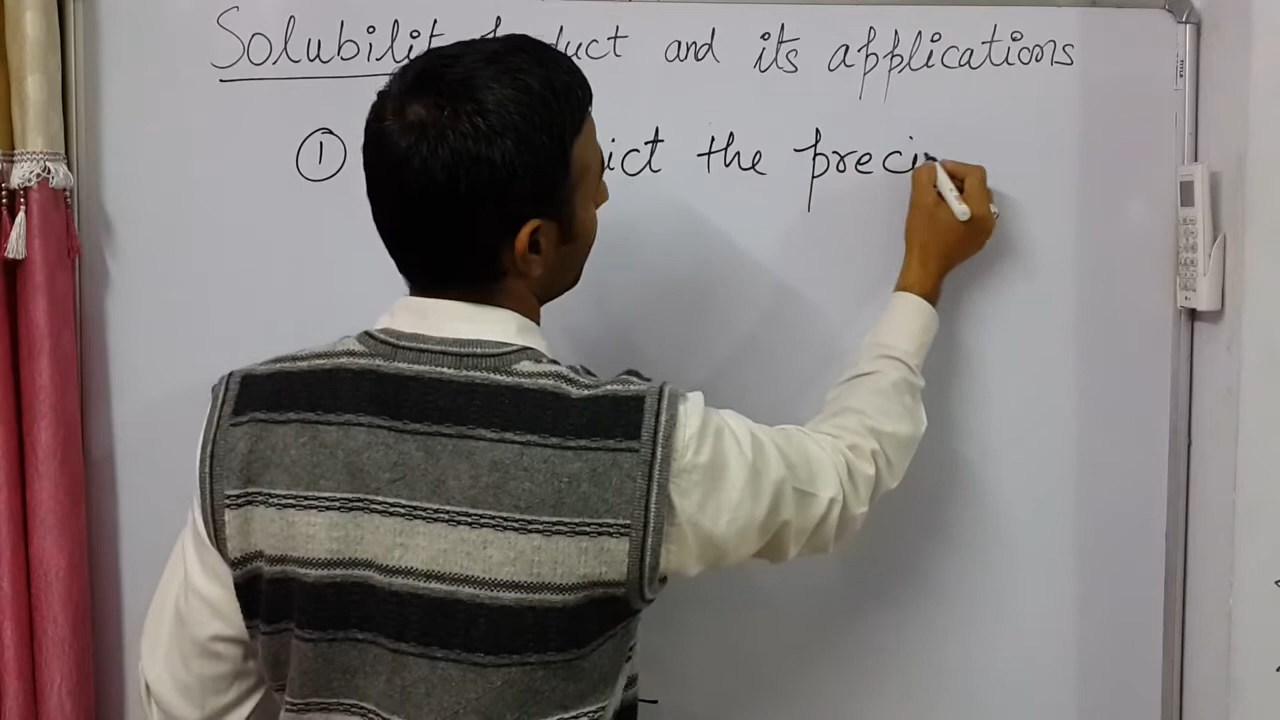 Solubilit duct and its applications
① ict the preci